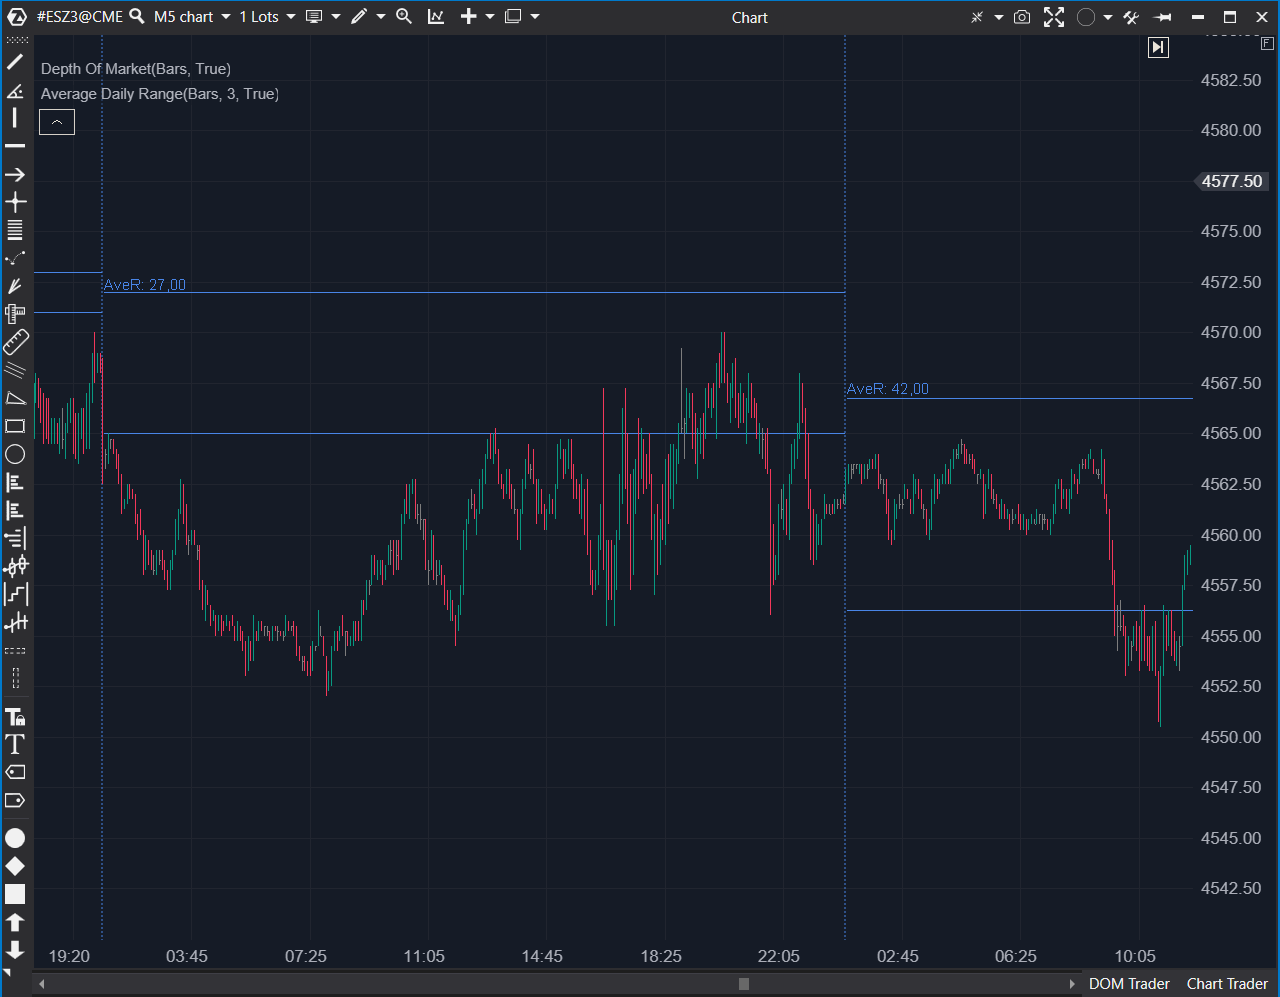 #ESZ3@CME M5 chart 1 Lots Chart
F
Depth Of Market(Bars, True)
Average Daily Range(Bars, 3, True)
4582.50
4580.00
4577.50
4575.00
AveR: 27,00
4572.50
4570.00
AveR: 42,00
4567.50
4565.00
4562.50
4560.00
4557.50
4555.00
4552.50
4550.00
4547.50
4545.00
4542.50
19:20 03:45 07:25 11:05 14:45 18:25 22:05 02:45 06:25 10:05
DOM Trader Chart Trader